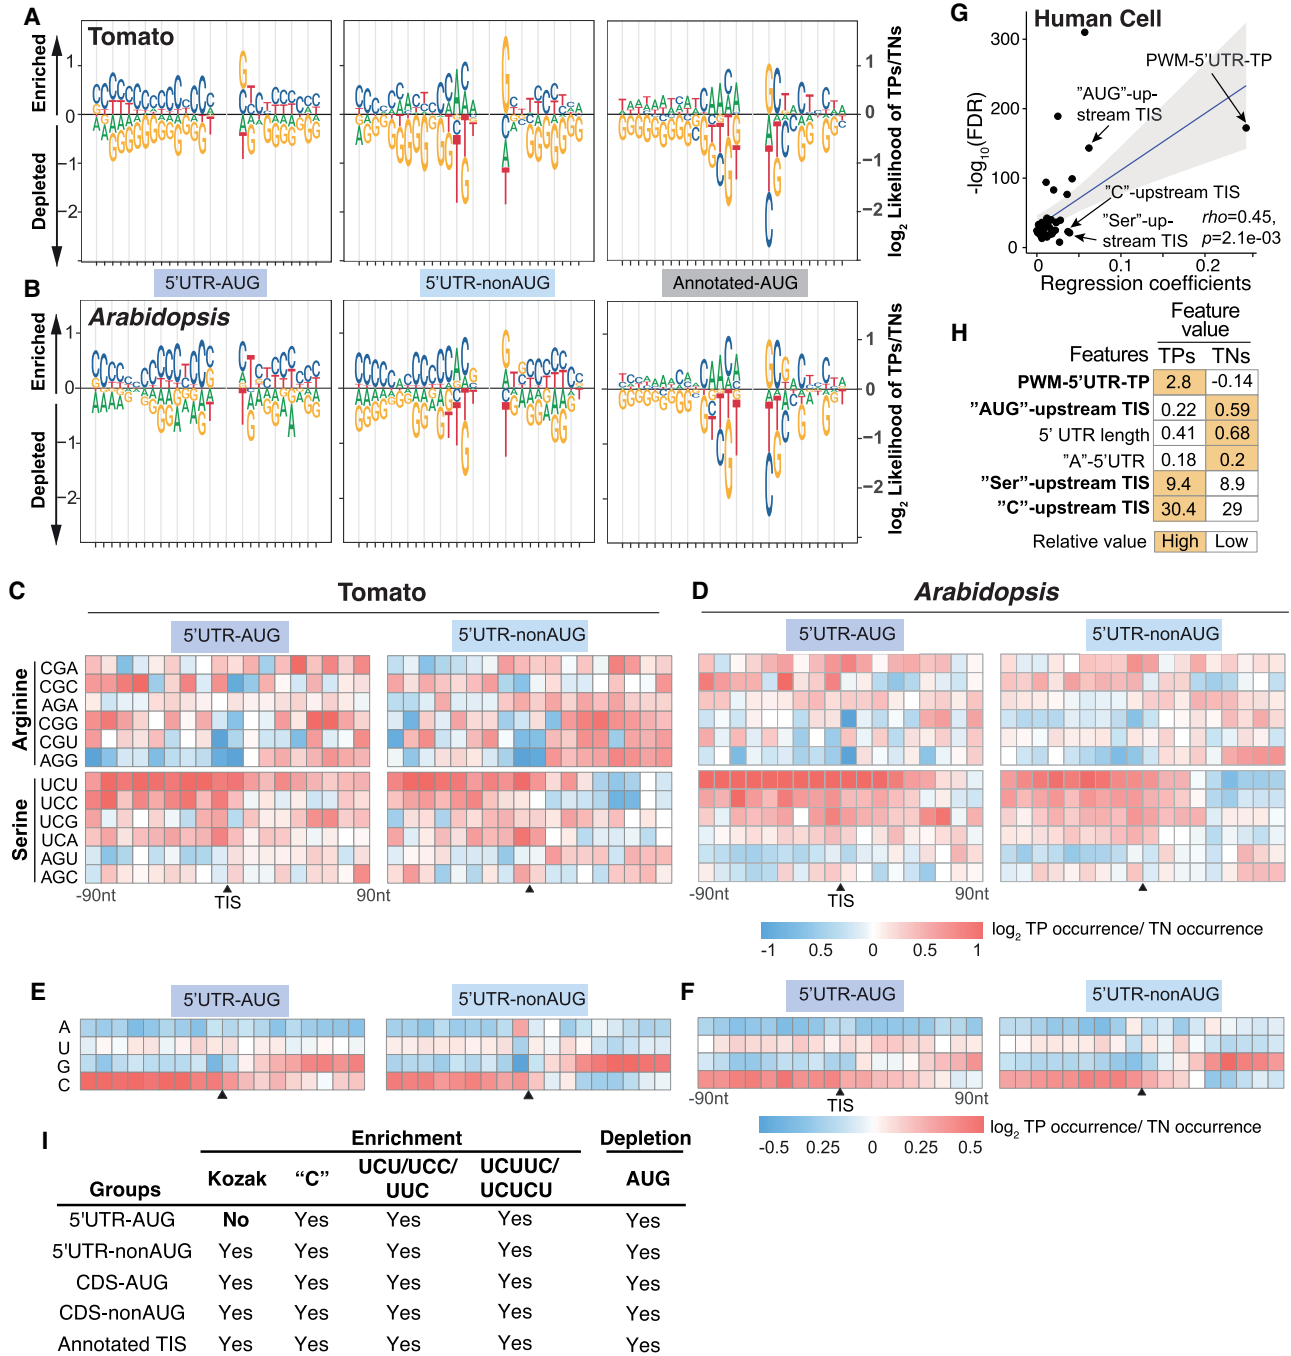 A
Tomato
Enriched
Depleted
1
0
−1
−2
1
0
−1
−2
log2 Likelihood of TPs/TNs
5'UTR-AUG
5'UTR-nonAUG
Annotated-AUG
B
Arabidopsis
Enriched
Depleted
1
0
−1
−2
1
0
−1
−2
log2 Likelihood of TPs/TNs
G
Human Cell
-log10(FDR)
300
200
100
0
PWM-5'UTR-TP
"AUG"-up-
stream TIS
"C"-upstream TIS
"Ser"-up-
stream TIS
rho=0.45,
p=2.1e-03
0 0.1 0.2
Regression coefficients
H
Feature
value
Features TPs TNs
PWM-5'UTR-TP 2.8 -0.14
"AUG"-upstream TIS 0.22 0.59
5' UTR length 0.41 0.68
"A"-5'UTR 0.18 0.2
"Ser"-upstream TIS 9.4 8.9
"C"-upstream TIS 30.4 29
Relative value High Low
C
Tomato
5'UTR-AUG
5'UTR-nonAUG
Arginine
CGA
CGC
AGA
CGG
CGU
AGG
Serine
UCU
UCC
UCG
UCA
AGU
AGC
-90nt
TIS
90nt
D
Arabidopsis
5'UTR-AUG
5'UTR-nonAUG
-90nt
TIS
90nt
-1 0.5 0 0.5 1
log2 TP occurrence/ TN occurrence
E
5'UTR-AUG
5'UTR-nonAUG
A
U
G
C
F
5'UTR-AUG
5'UTR-nonAUG
-90nt
TIS
90nt
-0.5 0.25 0 0.25 0.5
log2 TP occurrence/ TN occurrence
I
Enrichment Depletion
Groups Kozak "C" UCU/UCC/ UCUUC/ AUG
UUC UCUCU
5'UTR-AUG No Yes Yes Yes Yes
5'UTR-nonAUG Yes Yes Yes Yes Yes
CDS-AUG Yes Yes Yes Yes Yes
CDS-nonAUG Yes Yes Yes Yes Yes
Annotated TIS Yes Yes Yes Yes Yes